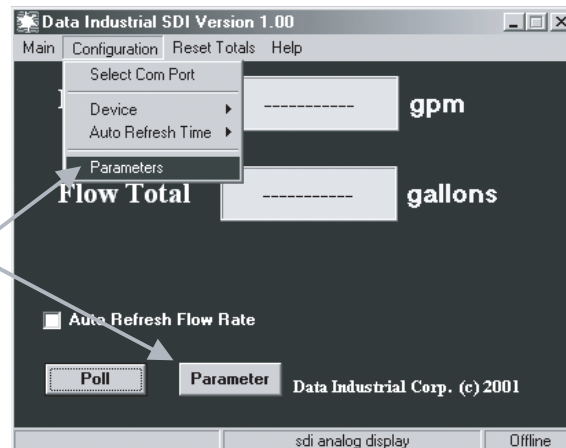 Data Industrial SDI Version 1.00
Main Configuration Reset Totals Help
Select Com Port
Device
Auto Refresh Time
Parameters
----------- gpm
Flow Total ----------- gallons
Auto Refresh Flow Rate
Poll Parameter Data Industrial Corp. (c) 2001
sdi analog display Offline